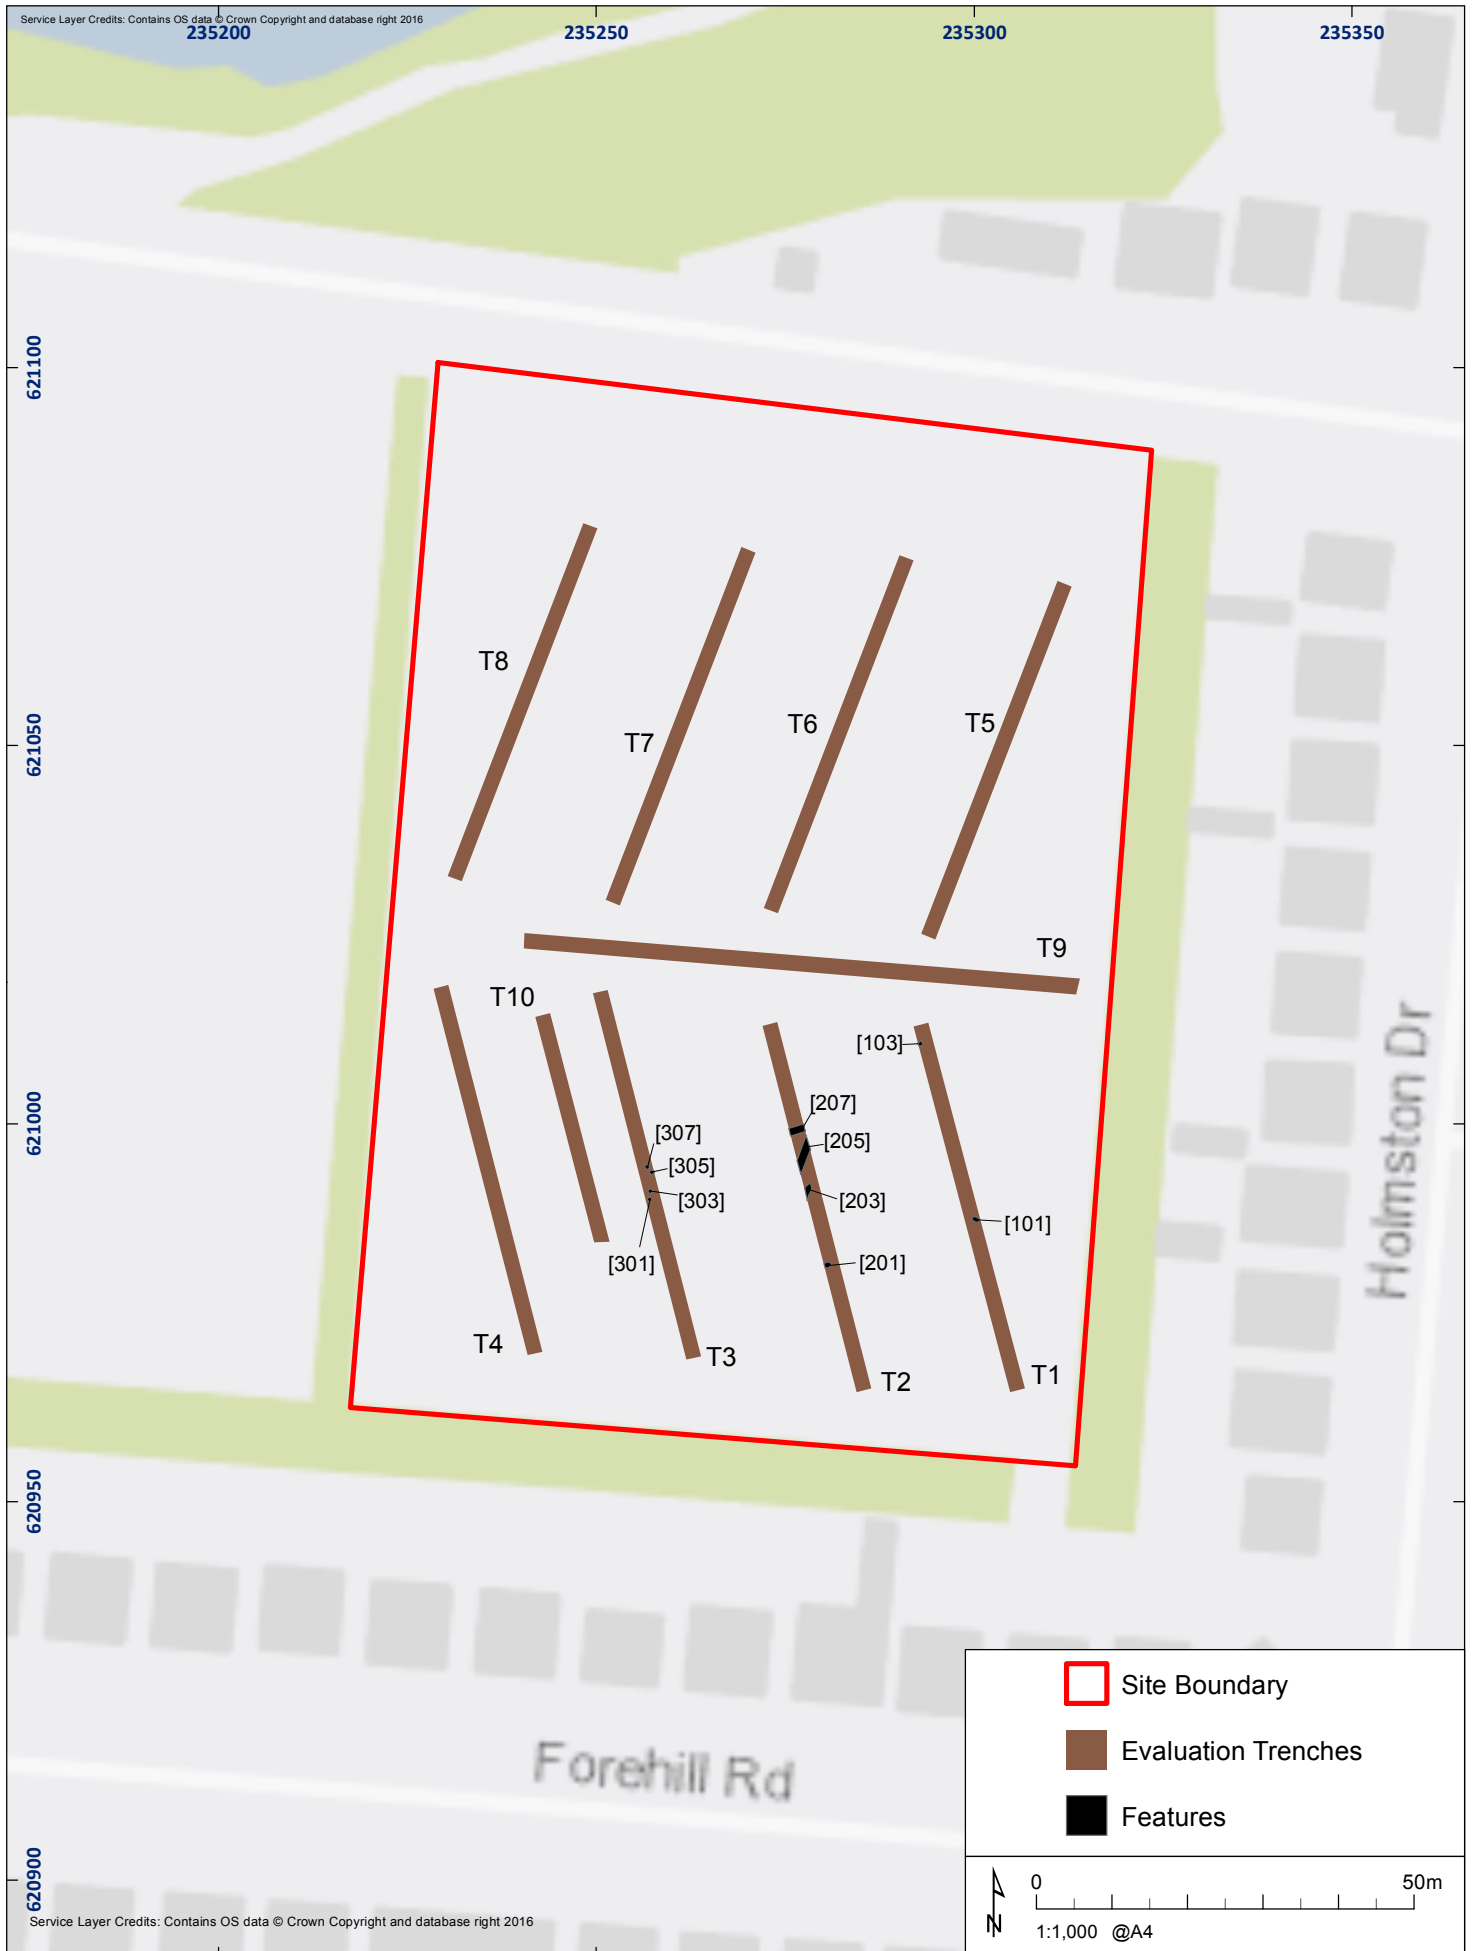 Service Layer Credits: Contains OS data © Crown Copyright and database right 2016
235200
235250
235300
235350
621100
621050
621000
620950
620900
T8
T7
T6
T5
T9
T10
[103]
[207]
[307]
[205]
[305]
[303]
[203]
[101]
[301]
[201]
T4
T3
T2
T1
Holmston Dr
Forehill Rd
Site Boundary
Evaluation Trenches
Features
N
0
50m
1:1,000 @A4
Service Layer Credits: Contains OS data © Crown Copyright and database right 2016